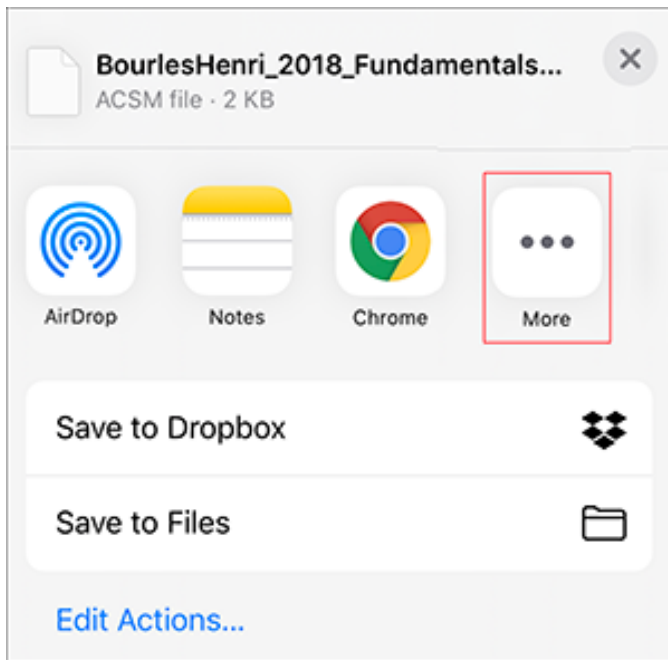 BourlesHenri_2018_Fundamentals...
ACSM file · 2 KB
AirDrop Notes Chrome More
Save to Dropbox
Save to Files
Edit Actions...